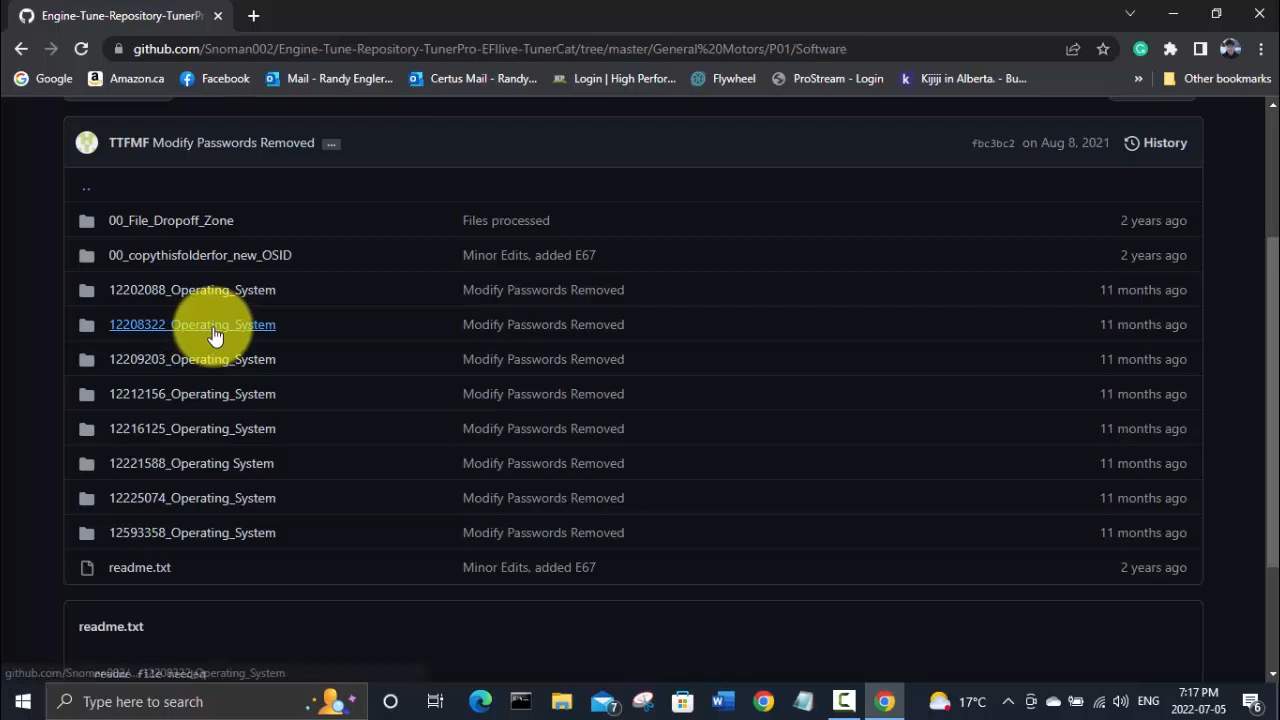 Engine-Tune-Repository-TunerPr
github.com/Snoman002/Engine-Tune-Repository-TunerPro-EFIlive-TunerCat/tree/master/General%20Motors/P01/Software
Google Amazon.ca Facebook Mail - Randy Engler... Certus Mail - Randy,... Login | High Perfor... Flywheel ProStream - Login Kijiji in Alberta. - Bu... » Other bookmarks
TTFMF Modify Passwords Removed ... fbc3bc2 on Aug 8, 2021 History
..
00_File_Dropoff_Zone Files processed 2 years ago
00_copythisfolderfor_new_OSID Minor Edits, added E67 2 years ago
12202088_Operating_System Modify Passwords Removed 11 months ago
12208322_Operating_System Modify Passwords Removed 11 months ago
12209203_Operating_System Modify Passwords Removed 11 months ago
12212156_Operating_System Modify Passwords Removed 11 months ago
12216125_Operating_System Modify Passwords Removed 11 months ago
12221588_Operating System Modify Passwords Removed 11 months ago
12225074_Operating_System Modify Passwords Removed 11 months ago
12593358_Operating_System Modify Passwords Removed 11 months ago
readme.txt Minor Edits, added E67 2 years ago
readme.txt
Type here to search 7 17°C ENG 7:17 PM 6
2022-07-05